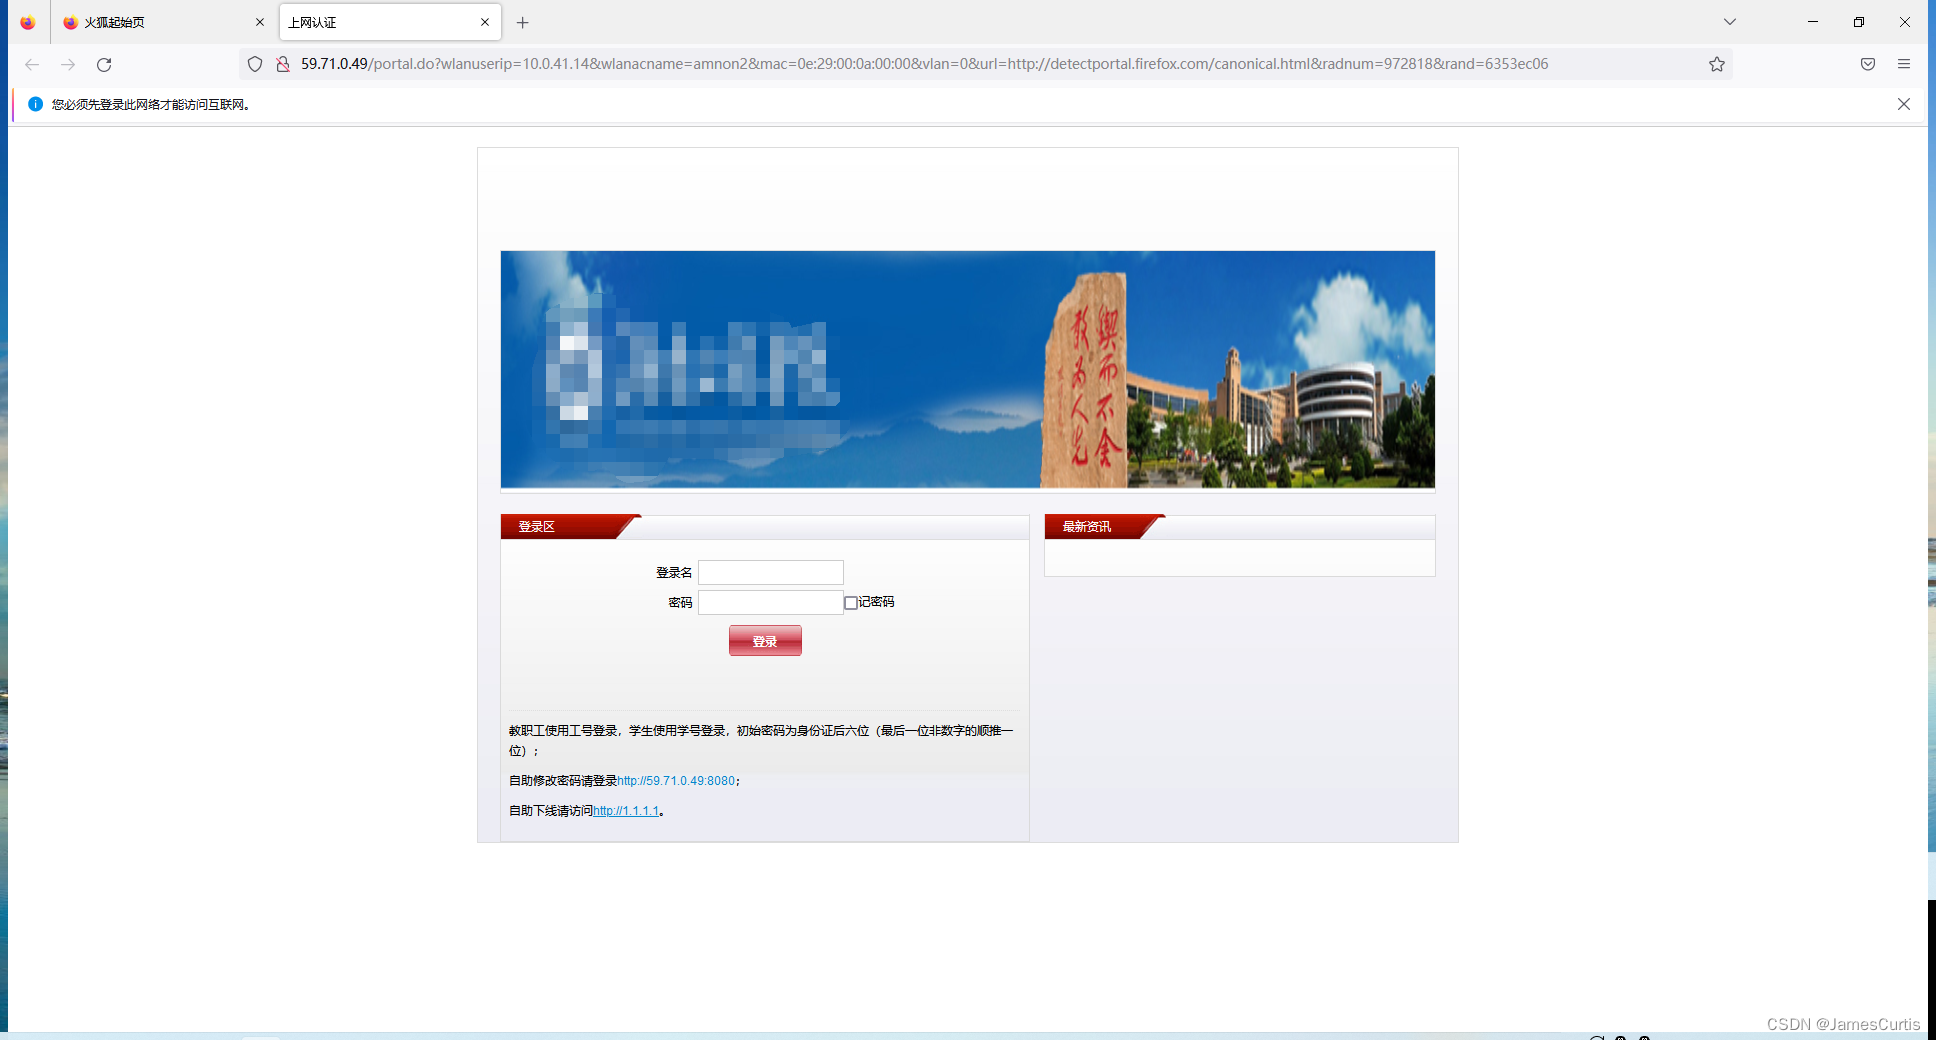 火狐起始页
上网认证
59.71.0.49/portal.do?wlanuserip=10.0.41.14&wlanacname=amnon2&mac=0e:29:00:0a:00:00&vlan=0&url=http://detectportal.firefox.com/canonical.html&radnum=972818&rand=6353ec06
您必须先登录此网络才能访问互联网。
锲而不舍
敢为人先
登录区
最新资讯
登录名
密码
记密码
登录
教职工使用工号登录，学生使用学号登录，初始密码为身份证后六位（最后一位非数字的顺推一
位）；
自助修改密码请登录http://59.71.0.49:8080；
自助下线请访问http://1.1.1.1。
CSDN @JamesCurtis